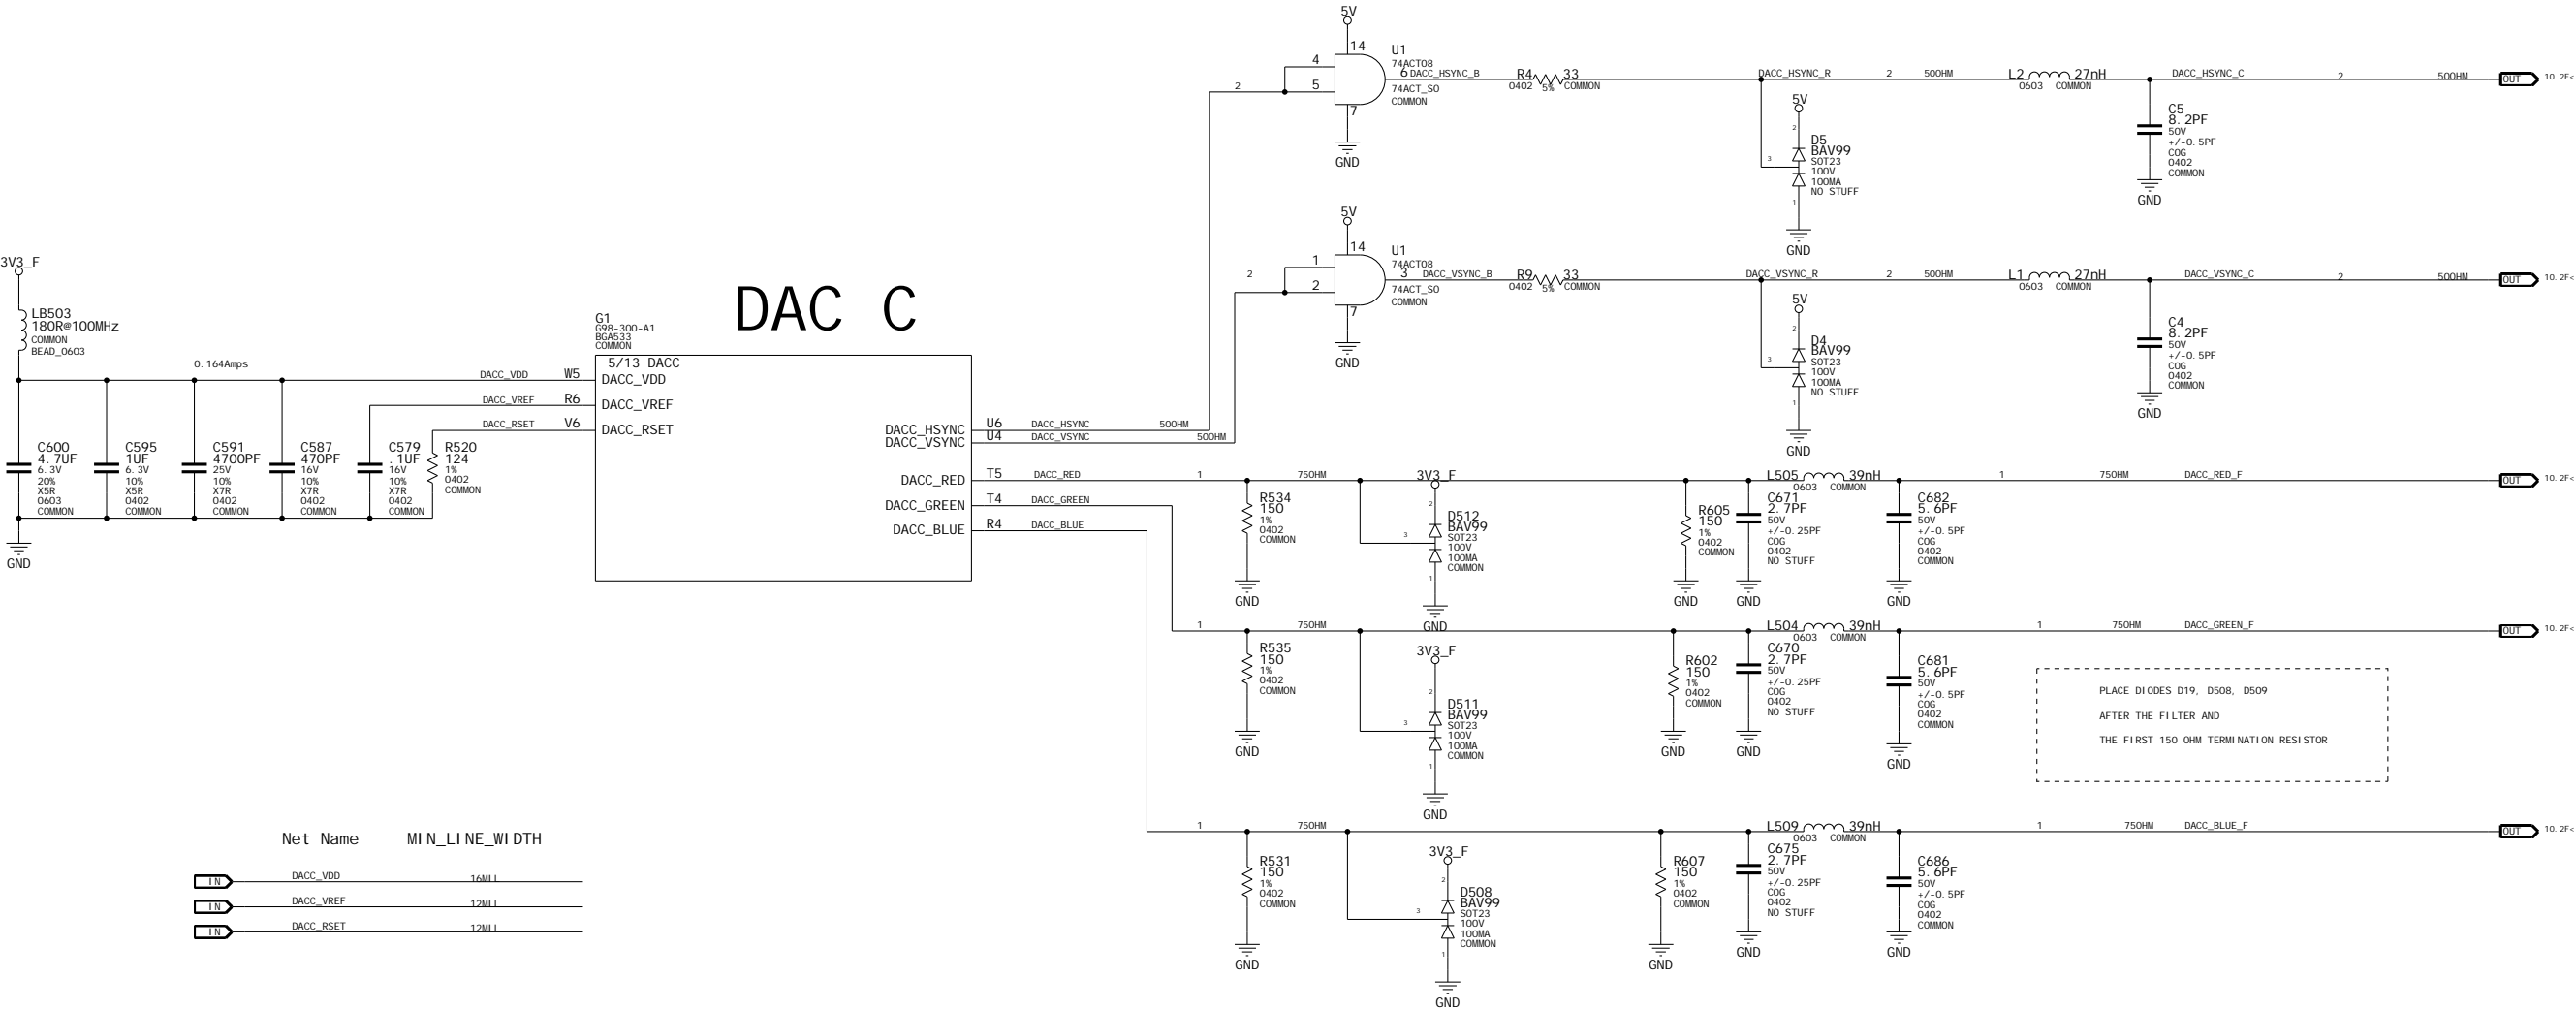 5V
14
U1
74ACT08
4
5
6 DACC_HSYNC_B
74ACT_SO
COMMON
7
GND
2
R4 33
0402 5% COMMON
DACC_HSYNC_R 2 50OHM
L2 27nH
0603 COMMON
DACC_HSYNC_C 2 50OHM
OUT 10.2F<
5V
2
D5
BAV99
SOT23
100V
100MA
NO STUFF
3
1
GND
C5
8.2PF
50V
+/-0.5PF
COG
0402
COMMON
GND
5V
14
U1
74ACT08
1
2
3 DACC_VSYNC_B
74ACT_SO
COMMON
7
GND
2
R9 33
0402 5% COMMON
DACC_VSYNC_R 2 50OHM
L1 27nH
0603 COMMON
DACC_VSYNC_C 2 50OHM
OUT 10.2F<
5V
2
D4
BAV99
SOT23
100V
100MA
NO STUFF
3
1
GND
C4
8.2PF
50V
+/-0.5PF
COG
0402
COMMON
GND
3V3_F
LB503
180R@100MHz
COMMON
BEAD_0603
0.164Amps
DAC C
G1
G98-300-A1
BGA533
COMMON
5/13 DACC
DACC_VDD W5 DACC_VDD
DACC_VREF R6 DACC_VREF
DACC_RSET V6 DACC_RSET
DACC_HSYNC U6 DACC_HSYNC 50OHM
DACC_VSYNC U4 DACC_VSYNC 50OHM
DACC_RED T5 DACC_RED 1 75OHM
DACC_GREEN T4 DACC_GREEN
DACC_BLUE R4 DACC_BLUE
C600
4.7UF
6.3V
20%
X5R
0603
COMMON
C595
1UF
6.3V
10%
X5R
0402
COMMON
C591
4700PF
25V
10%
X7R
0402
COMMON
C587
470PF
16V
10%
X7R
0402
COMMON
C579
.1UF
16V
10%
X7R
0402
COMMON
R520
124
1%
0402
COMMON
GND
R534
150
1%
0402
COMMON
GND
3V3_F
2
D512
BAV99
SOT23
100V
100MA
COMMON
3
1
GND
R605
150
1%
0402
COMMON
GND
L505 39nH
0603 COMMON
C671
2.7PF
50V
+/-0.25PF
COG
0402
NO STUFF
GND
C682
5.6PF
50V
+/-0.5PF
COG
0402
COMMON
GND
1 75OHM DACC_RED_F
OUT 10.2F<
1 75OHM
R535
150
1%
0402
COMMON
GND
3V3_F
2
D511
BAV99
SOT23
100V
100MA
COMMON
3
1
GND
R602
150
1%
0402
COMMON
GND
L504 39nH
0603 COMMON
C670
2.7PF
50V
+/-0.25PF
COG
0402
NO STUFF
GND
C681
5.6PF
50V
+/-0.5PF
COG
0402
COMMON
GND
1 75OHM DACC_GREEN_F
OUT 10.2F<
PLACE DIODES D19, D508, D509
AFTER THE FILTER AND
THE FIRST 150 OHM TERMINATION RESISTOR
1 75OHM
R531
150
1%
0402
COMMON
GND
3V3_F
2
D508
BAV99
SOT23
100V
100MA
COMMON
3
1
GND
R607
150
1%
0402
COMMON
GND
L509 39nH
0603 COMMON
C675
2.7PF
50V
+/-0.25PF
COG
0402
NO STUFF
GND
C686
5.6PF
50V
+/-0.5PF
COG
0402
COMMON
GND
1 75OHM DACC_BLUE_F
OUT 10.2F<
Net Name MIN_LINE_WIDTH
IN DACC_VDD 16MIL
IN DACC_VREF 12MIL
IN DACC_RSET 12MIL